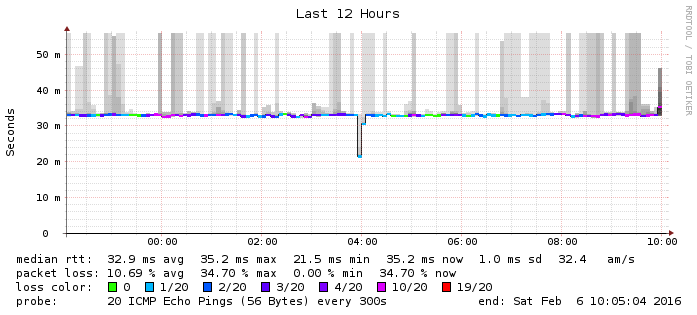 Last 12 Hours
RRDTOOL / TOBI OETIKER
Seconds
50 m
40 m
30 m
20 m
10 m
0
00:00 02:00 04:00 06:00 08:00 10:00
median rtt: 32.9 ms avg 35.2 ms max 21.5 ms min 35.2 ms now 1.0 ms sd 32.4 am/s
packet loss: 10.69 % avg 34.70 % max 0.00 % min 34.70 % now
loss color: 0 1/20 2/20 3/20 4/20 10/20 19/20
probe: 20 ICMP Echo Pings (56 Bytes) every 300s end: Sat Feb 6 10:05:04 2016